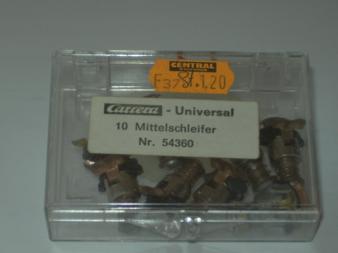 CENTRAL
Carrera - Universal
10 Mittelschleifer
Nr. 54360